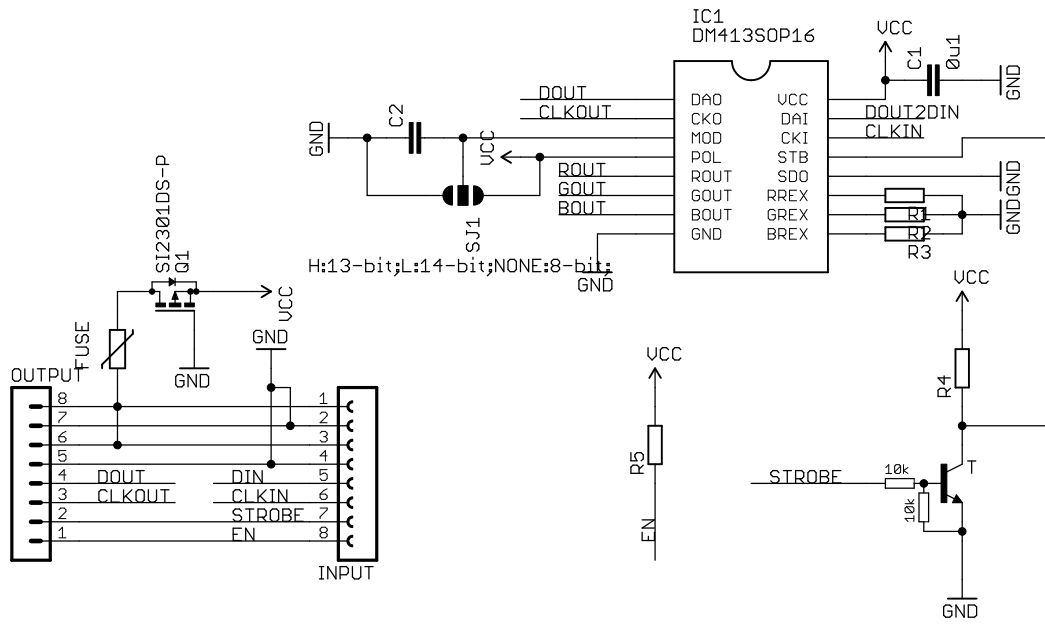 IC1
DM413SOP16
VCC
C1
0u1
GND
DOUT
CLKOUT
DAO
CKO
MOD
POL
ROUT
GOUT
BOUT
GND
VCC
DAI
CKI
STB
SDO
RREX
GREX
BREX
DOUT2DIN
CLKIN
GND
GND
R1
R2
R3
GND
C2
VCC
ROUT
GOUT
BOUT
SJ1
H:13-bit;L:14-bit;NONE:8-bit;
GND
SI2301DS-P
Q1
VCC
GND
FUSE
GND
OUTPUT
8
7
6
5
4
3
2
1
DOUT
CLKOUT
DIN
CLKIN
STROBE
EN
1
2
3
4
5
6
7
8
INPUT
VCC
R5
EN
VCC
R4
STROBE
10k
10k
T
GND